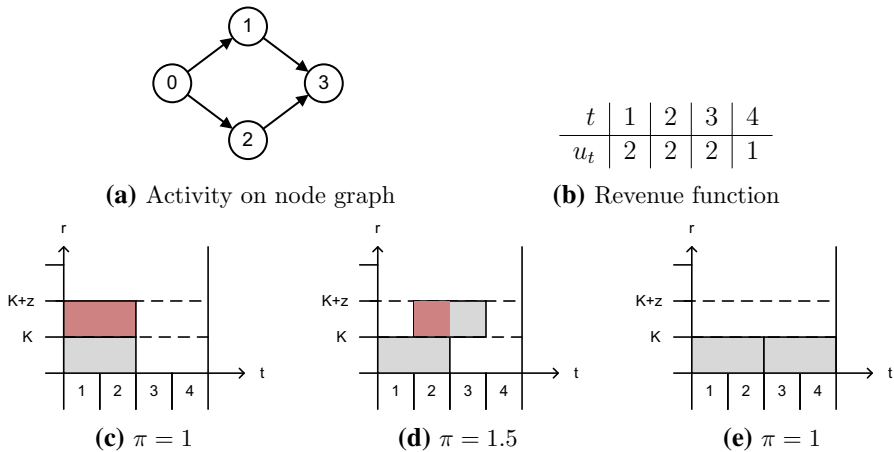 1
0
3
2
t 1 2 3 4
u_t 2 2 2 1
(a) Activity on node graph
(b) Revenue function
r
K+z
K
t
1 2 3 4
(c) π = 1
r
K+z
K
t
1 2 3 4
(d) π = 1.5
r
K+z
K
t
1 2 3 4
(e) π = 1